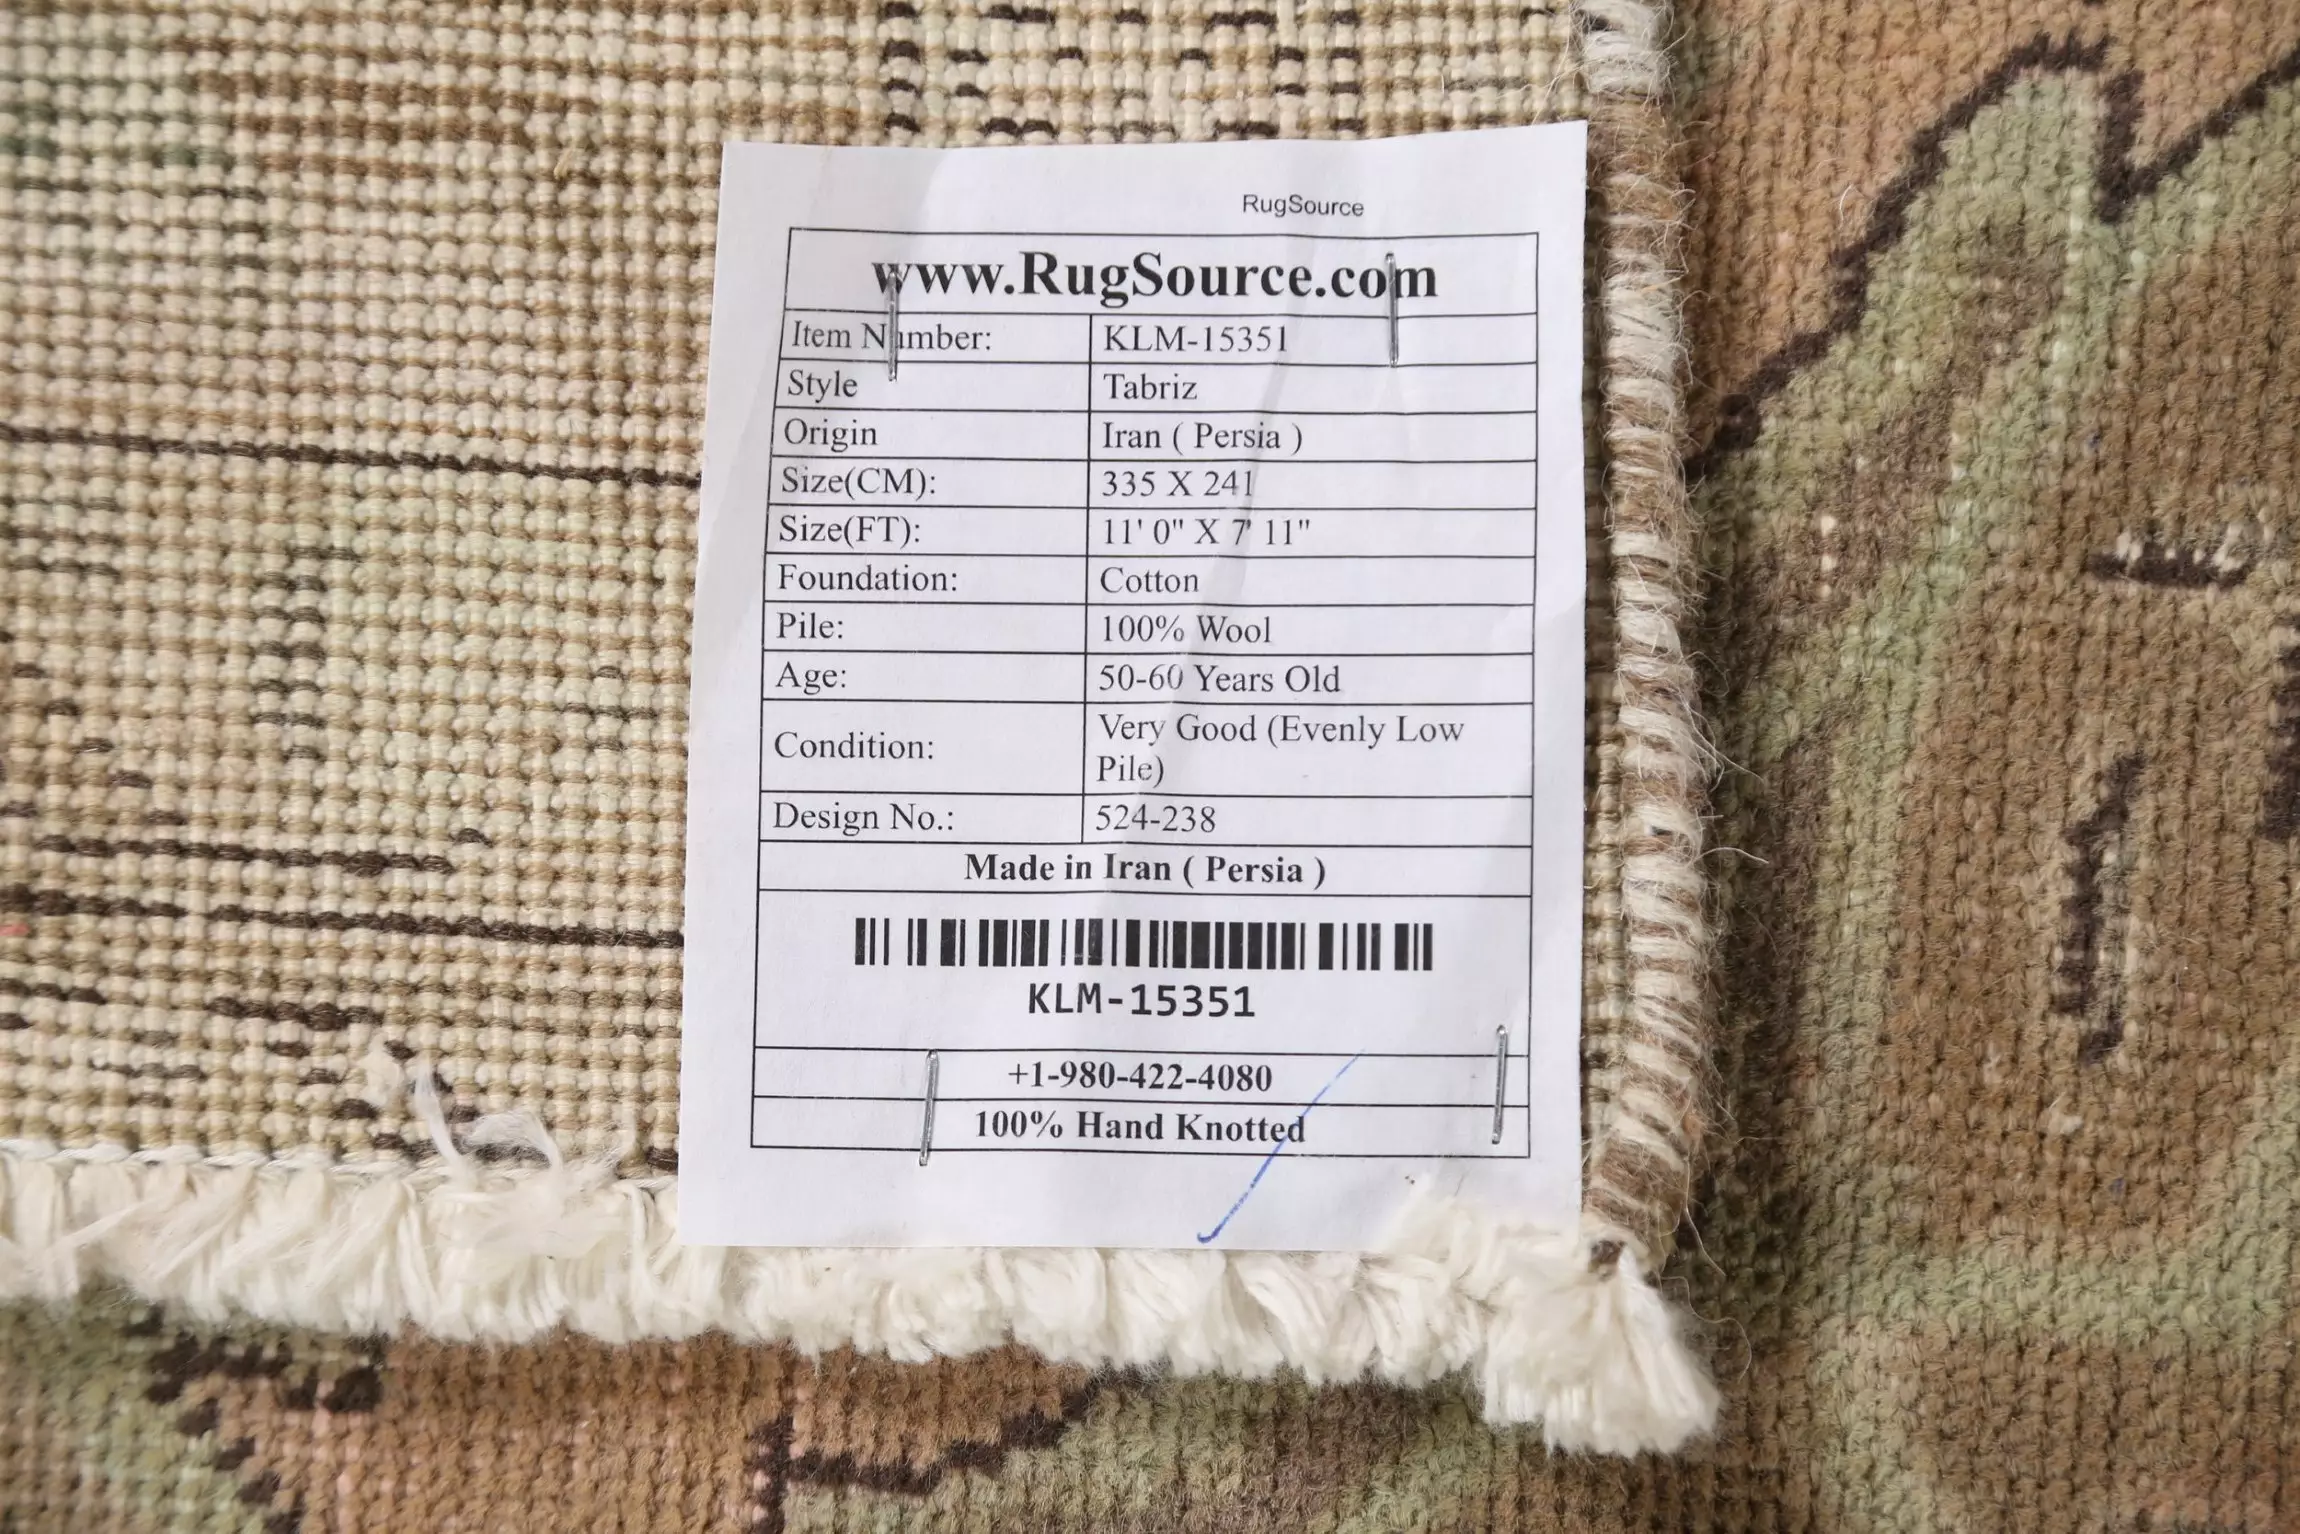 RugSource
www.RugSource.com
Item Number: KLM-15351
Style Tabriz
Origin Iran ( Persia )
Size(CM): 335 X 241
Size(FT): 11' 0" X 7' 11"
Foundation: Cotton
Pile: 100% Wool
Age: 50-60 Years Old
Condition: Very Good (Evenly Low
Pile)
Design No.: 524-238
Made in Iran ( Persia )
KLM-15351
+1-980-422-4080
100% Hand Knotted